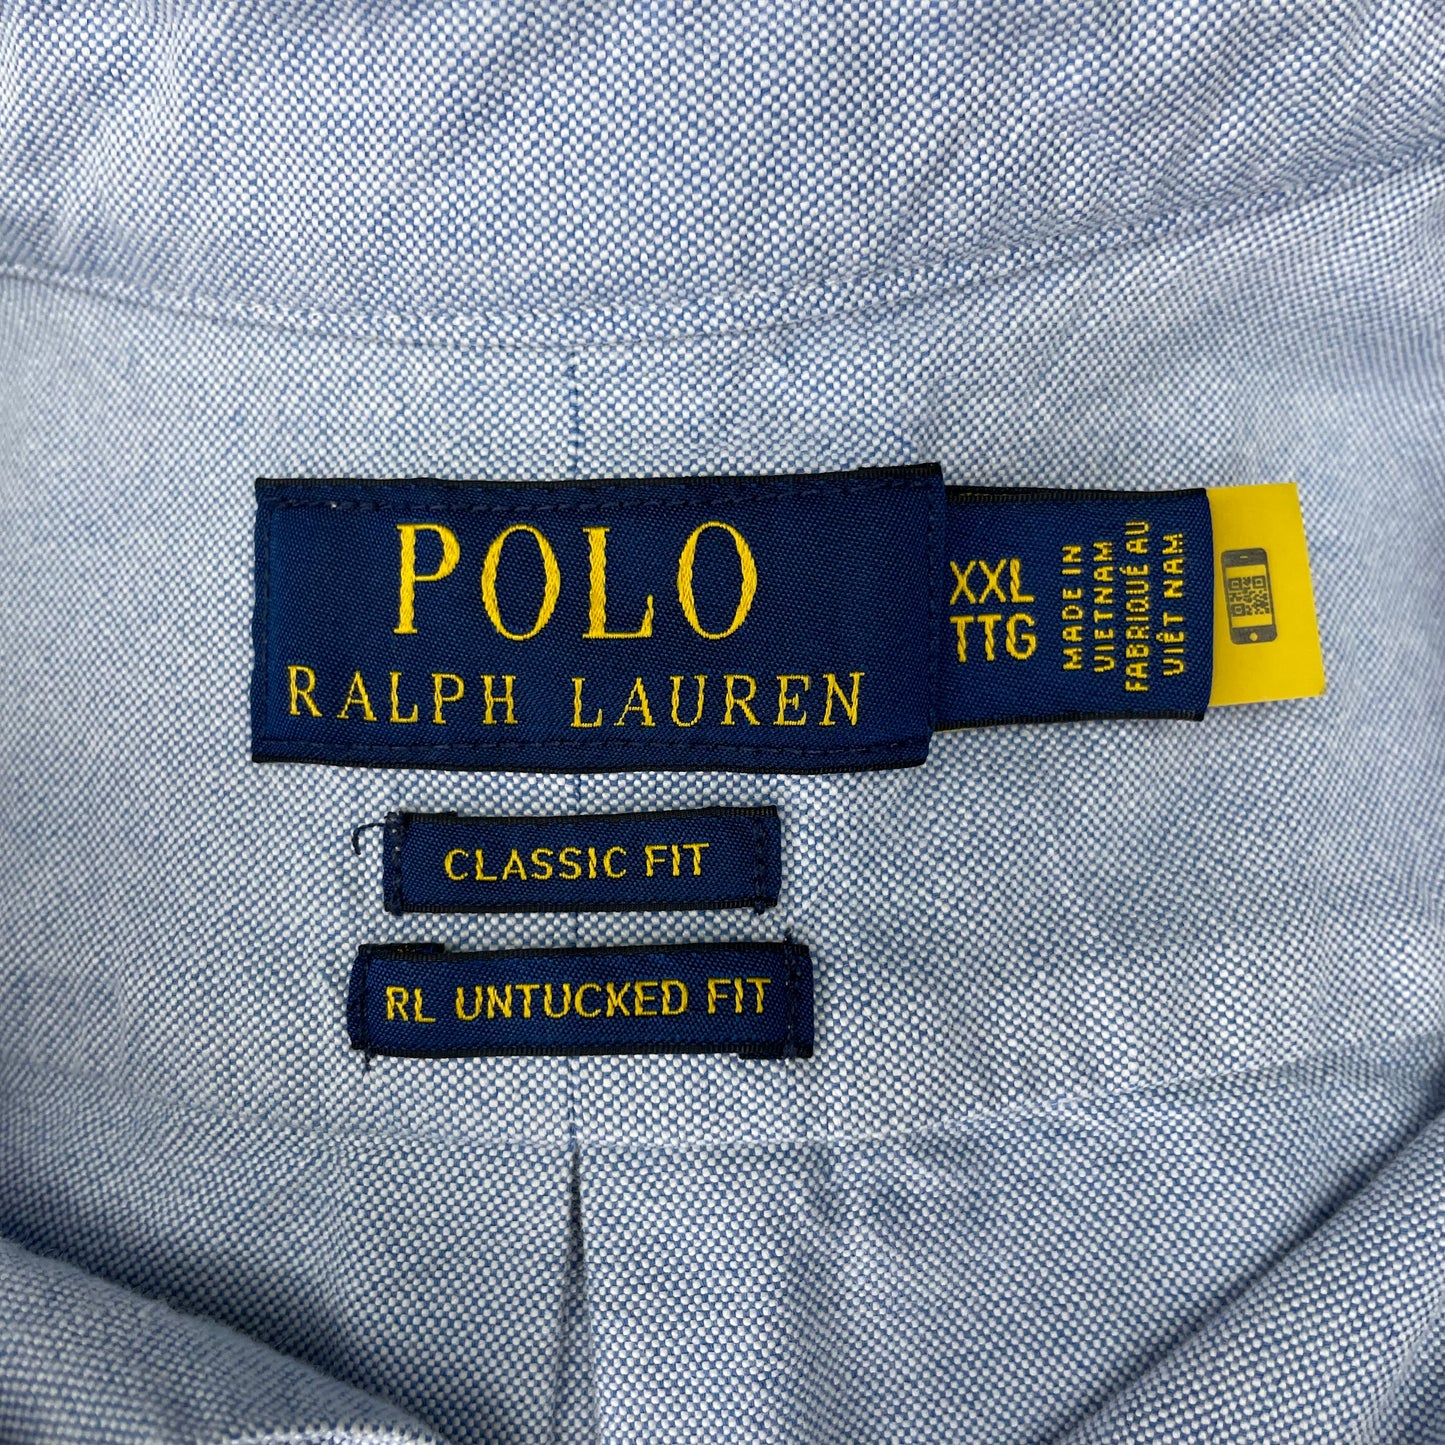 POLO
RALPH LAUREN
XXL
TTG
MADE IN
VIETNAM
FABRIQUÉ AU
VIÊT NAM
CLASSIC FIT
RL UNTUCKED FIT